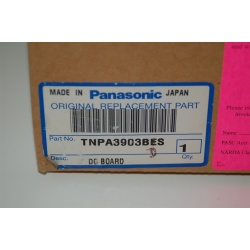 MADE IN Panasonic JAPAN
ORIGINAL REPLACEMENT PART
Part No. TNPA3903BES
1
Desc. DC BOARD Qty.